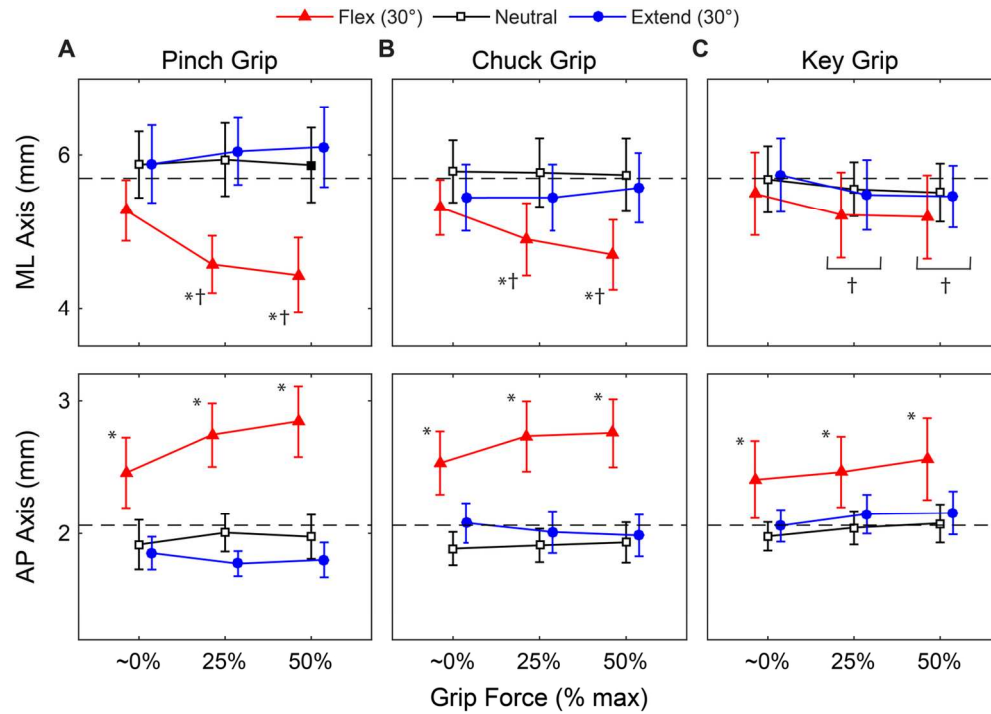 Flex (30°) Neutral Extend (30°)
A B C
Pinch Grip Chuck Grip Key Grip
ML Axis (mm)
6
4
*† *†
*† *†
† †
AP Axis (mm)
3
2
* * *
* * *
* * *
~0% 25% 50% ~0% 25% 50% ~0% 25% 50%
Grip Force (% max)